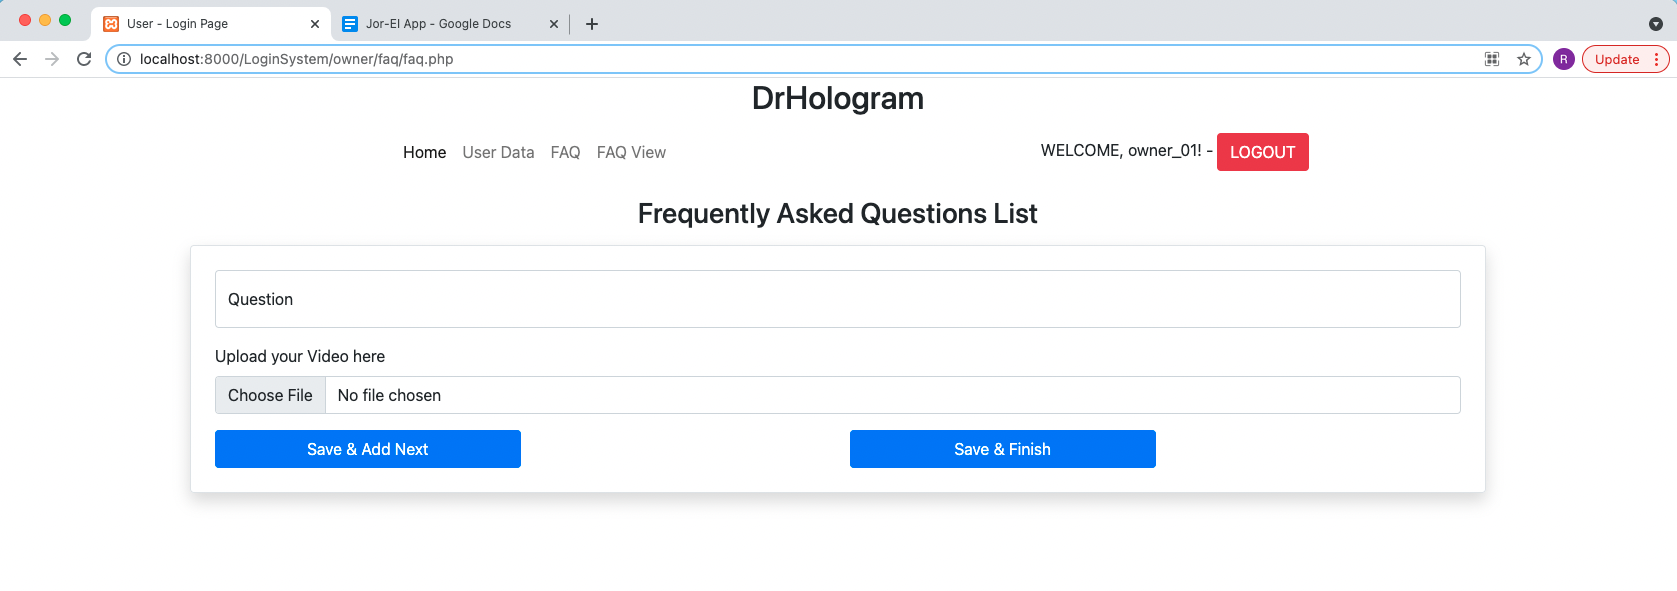 User - Login Page
Jor-El App - Google Docs
localhost:8000/LoginSystem/owner/faq/faq.php
R
Update
DrHologram
Home User Data FAQ FAQ View
WELCOME, owner_01! - LOGOUT
Frequently Asked Questions List
Question
Upload your Video here
Choose File No file chosen
Save & Add Next
Save & Finish